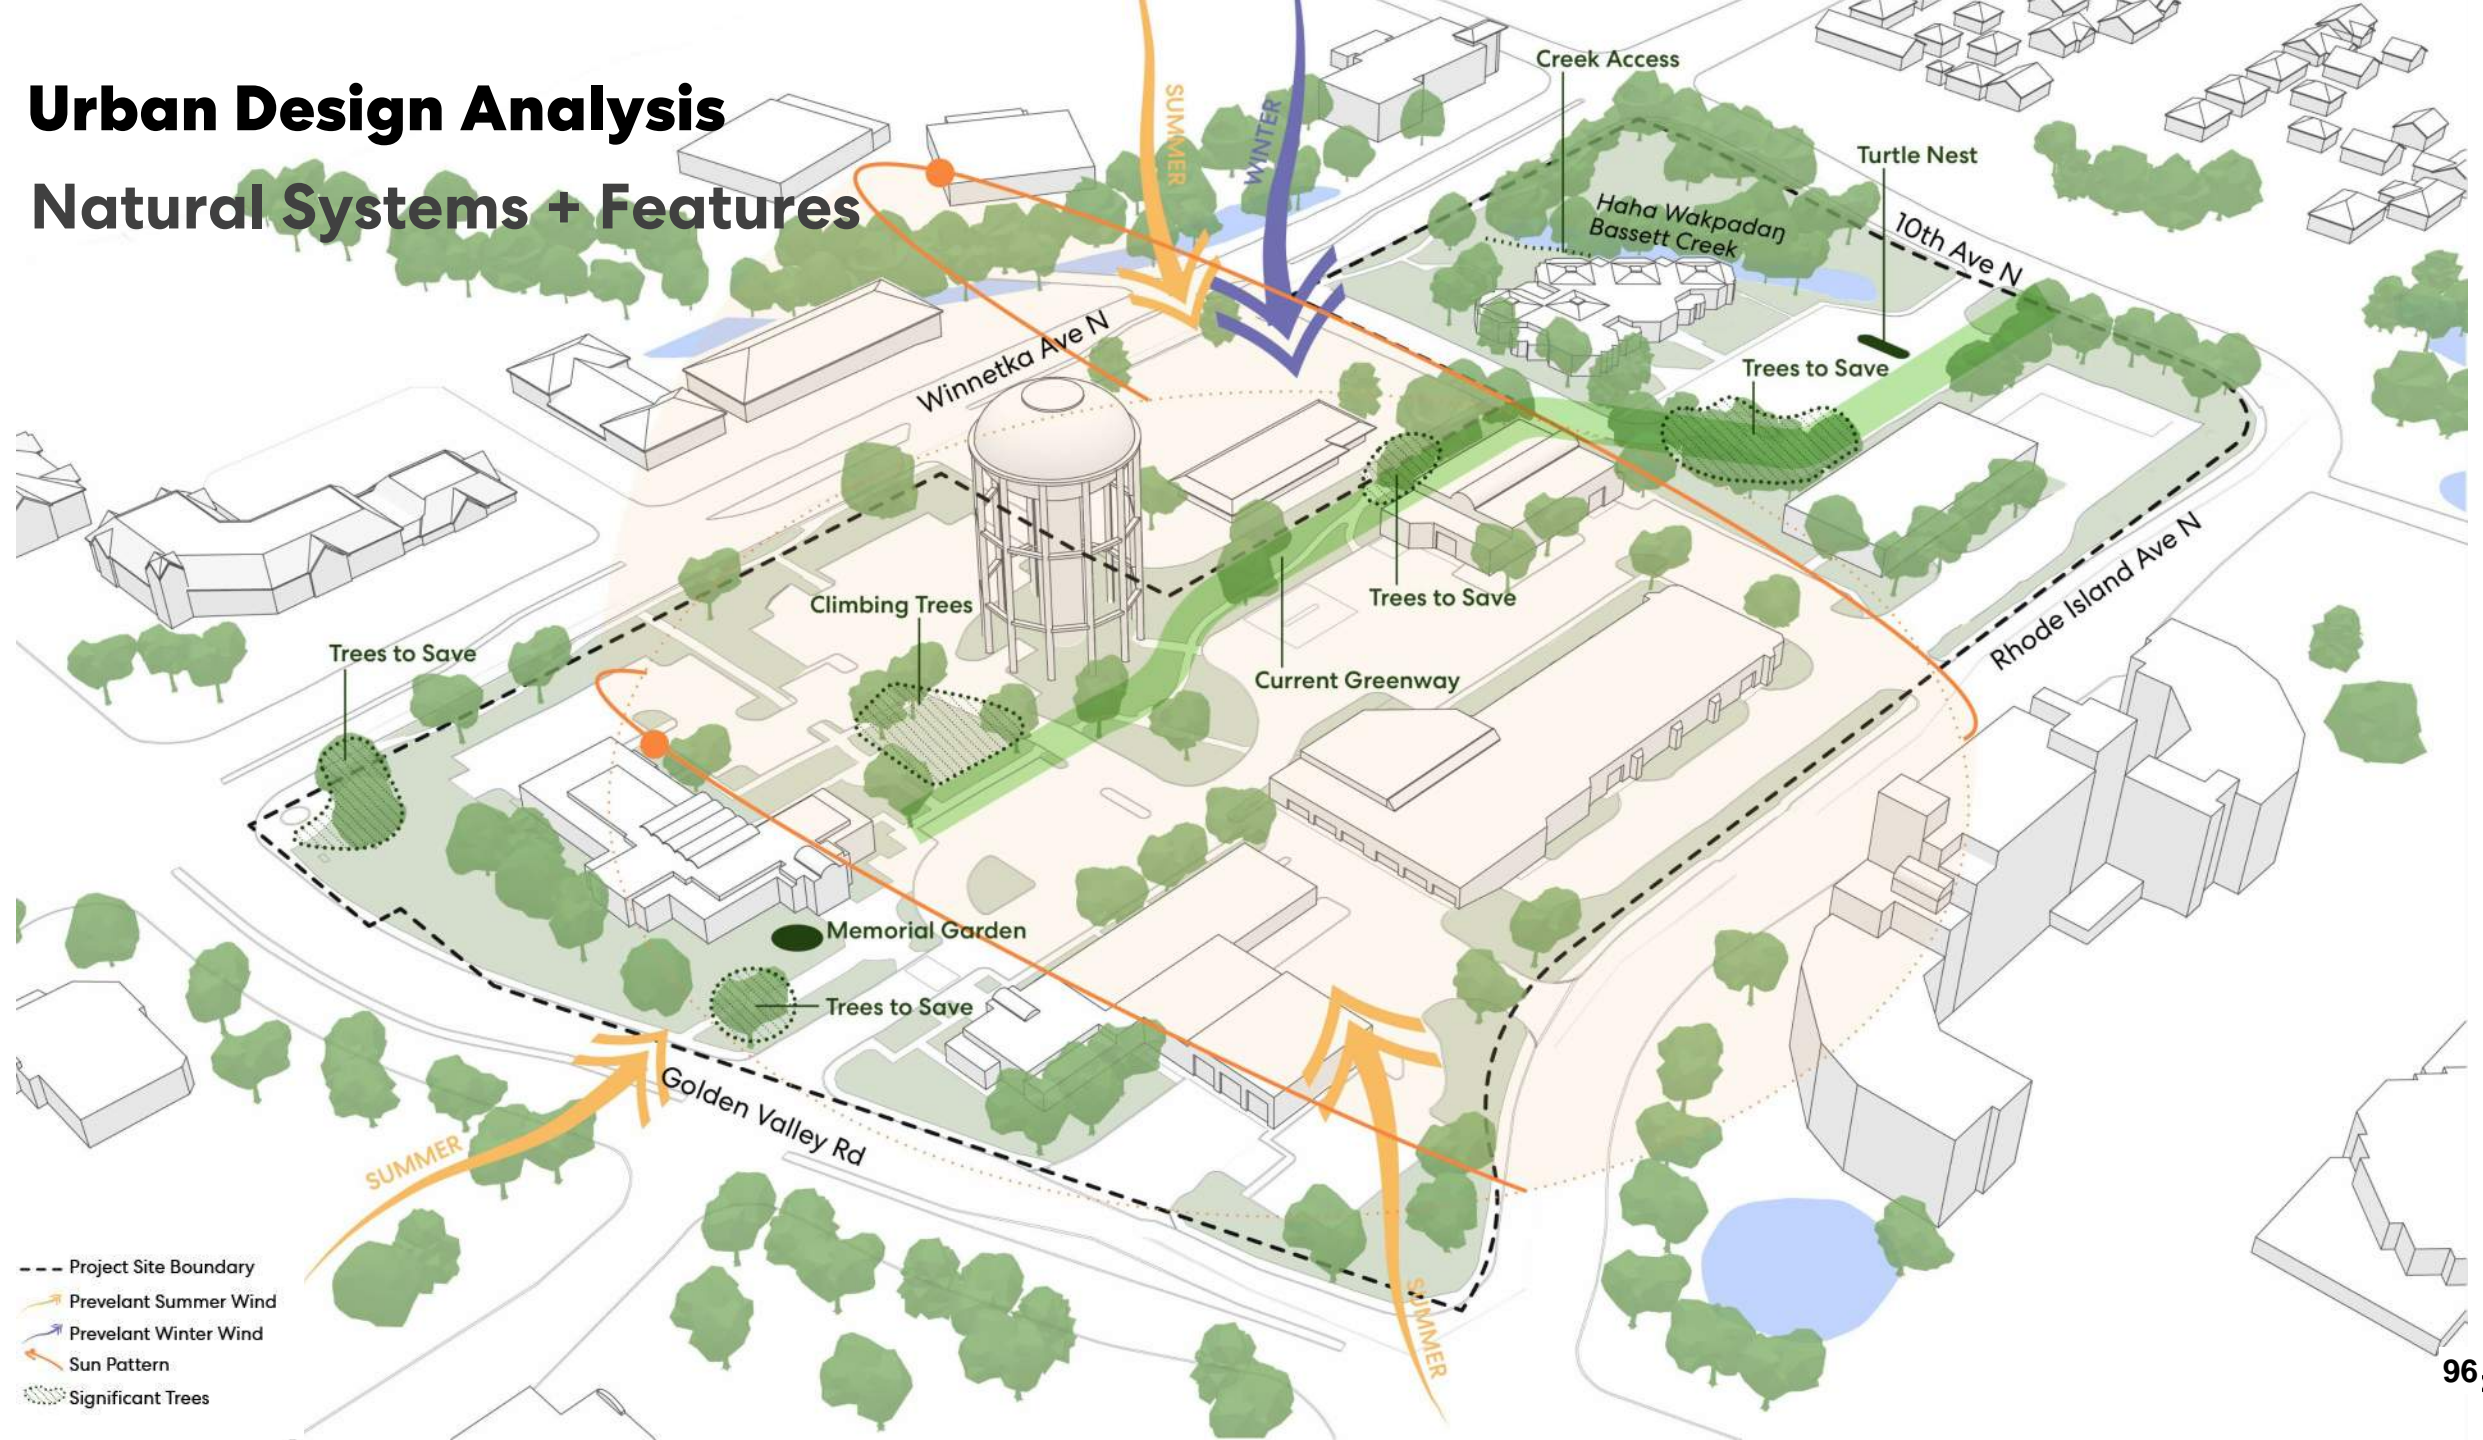 Urban Design Analysis
Natural Systems + Features
SUMMER
WINTER
Creek Access
Turtle Nest
Haha Wakpadaŋ
Bassett Creek
10th Ave N
Winnetka Ave N
Trees to Save
Rhode Island Ave N
Climbing Trees
Trees to Save
Trees to Save
Current Greenway
Memorial Garden
Trees to Save
Golden Valley Rd
SUMMER
SUMMER
Project Site Boundary
Prevelant Summer Wind
Prevelant Winter Wind
Sun Pattern
Significant Trees
96